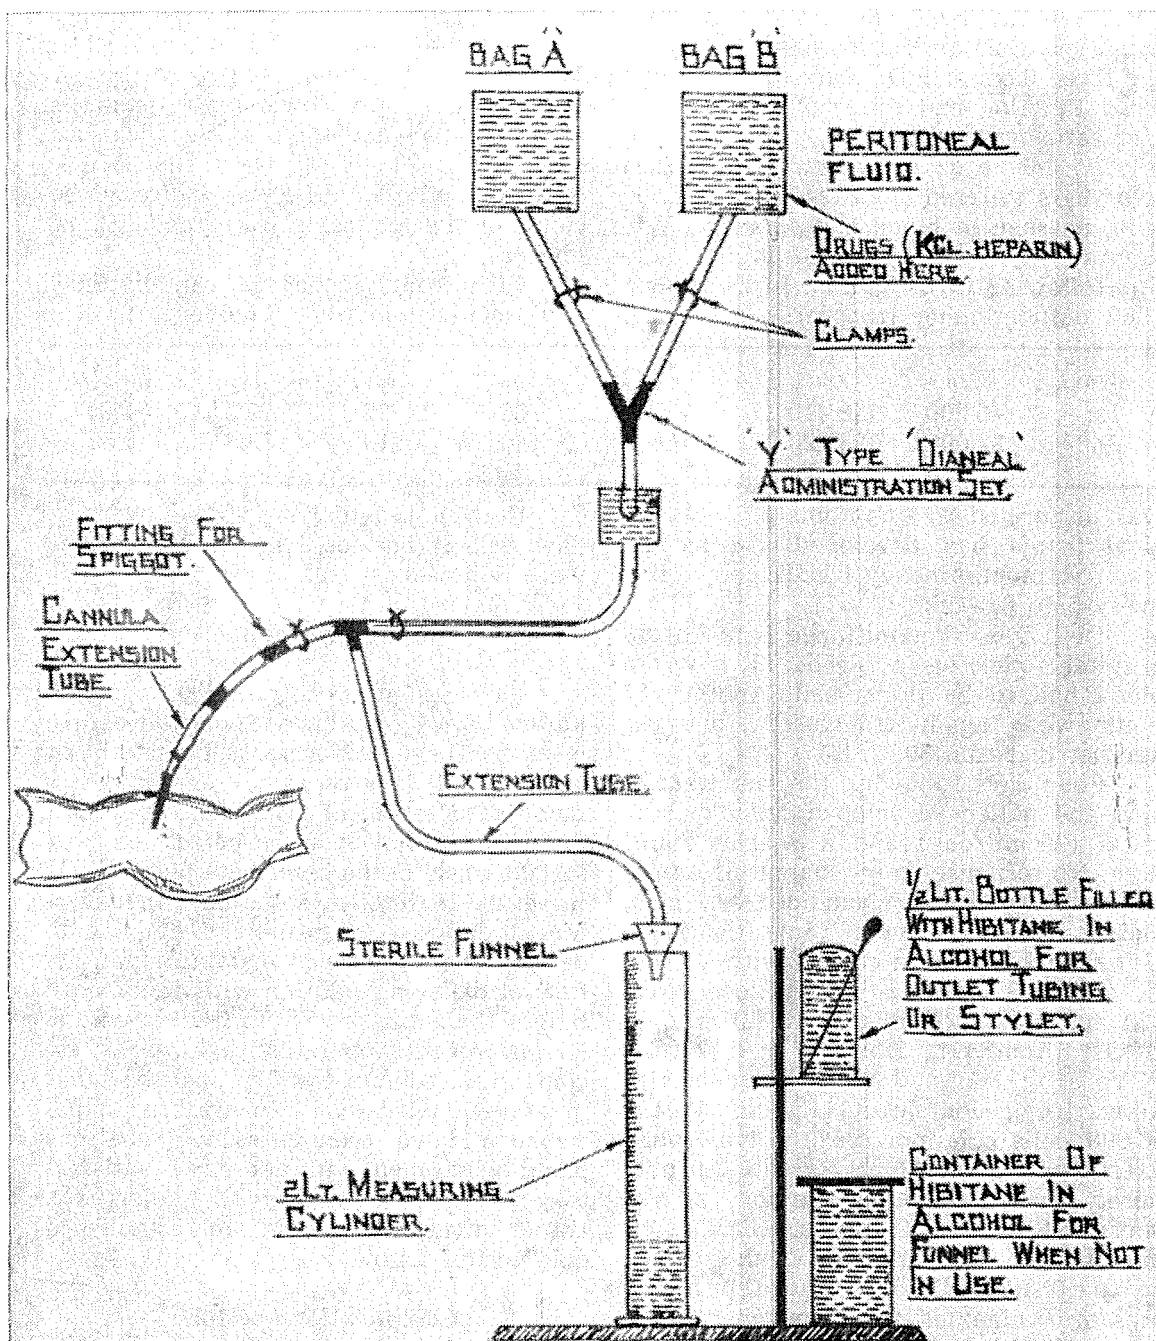 BAG 'A'
BAG 'B'
PERITONEAL
FLUID.
DRUGS (KCL. HEPARIN)
ADDED HERE.
CLAMPS.
'Y' TYPE 'DIANEAL'
ADMINISTRATION SET.
FITTING FOR
SPIGGOT.
CANNULA
EXTENSION
TUBE
EXTENSION TUBE.
STERILE FUNNEL
1/2 LIT. BOTTLE FILLED
WITH HIBITANE IN
ALCOHOL FOR
OUTLET TUBING
OR STYLET.
2LT. MEASURING
CYLINDER.
CONTAINER OF
HIBITANE IN
ALCOHOL FOR
FUNNEL WHEN NOT
IN USE.